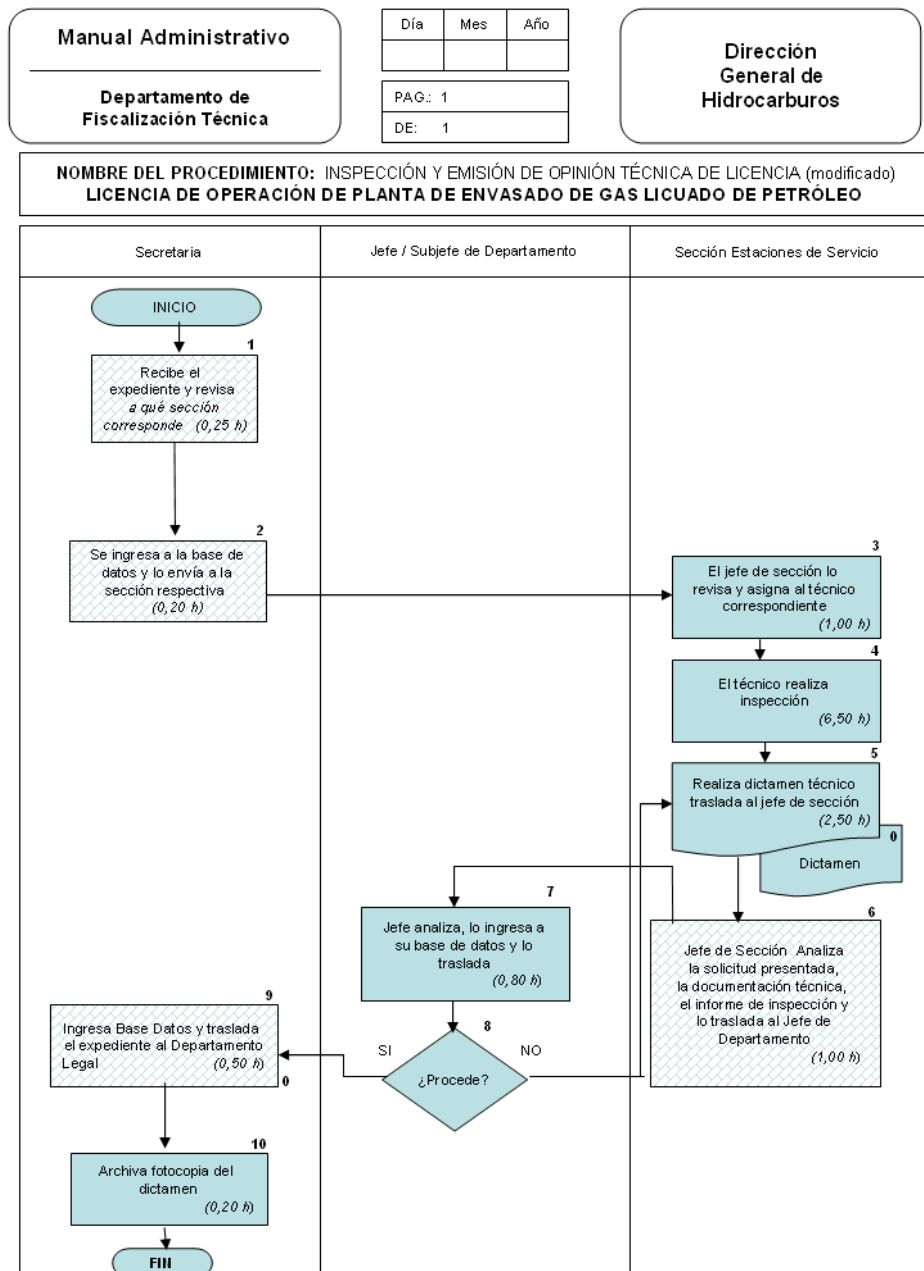 Manual Administrativo
Departamento de
Fiscalización Técnica
Día Mes Año
PAG.: 1
DE: 1
Dirección
General de
Hidrocarburos
NOMBRE DEL PROCEDIMIENTO: INSPECCIÓN Y EMISIÓN DE OPINIÓN TÉCNICA DE LICENCIA (modificado)
LICENCIA DE OPERACIÓN DE PLANTA DE ENVASADO DE GAS LICUADO DE PETRÓLEO
Secretaria
Jefe / Subjefe de Departamento
Sección Estaciones de Servicio
INICIO
1
Recibe el
expediente y revisa
a qué sección
corresponde (0,25 h)
2
Se ingresa a la base de
datos y lo envía a la
sección respectiva
(0,20 h)
3
El jefe de sección lo
revisa y asigna al técnico
correspondiente
(1,00 h)
4
El técnico realiza
inspección
(6,50 h)
5
Realiza dictamen técnico
traslada al jefe de sección
(2,50 h)
0
Dictamen
6
Jefe de Sección Analiza
la solicitud presentada,
la documentación técnica,
el informe de inspección y
lo traslada al Jefe de
Departamento
(1,00 h)
7
Jefe analiza, lo ingresa a
su base de datos y lo
traslada
(0,80 h)
8
SI
NO
¿Procede?
9
Ingresa Base Datos y traslada
el expediente al Departamento
Legal (0,50 h)
0
10
Archiva fotocopia del
dictamen
(0,20 h)
FIN